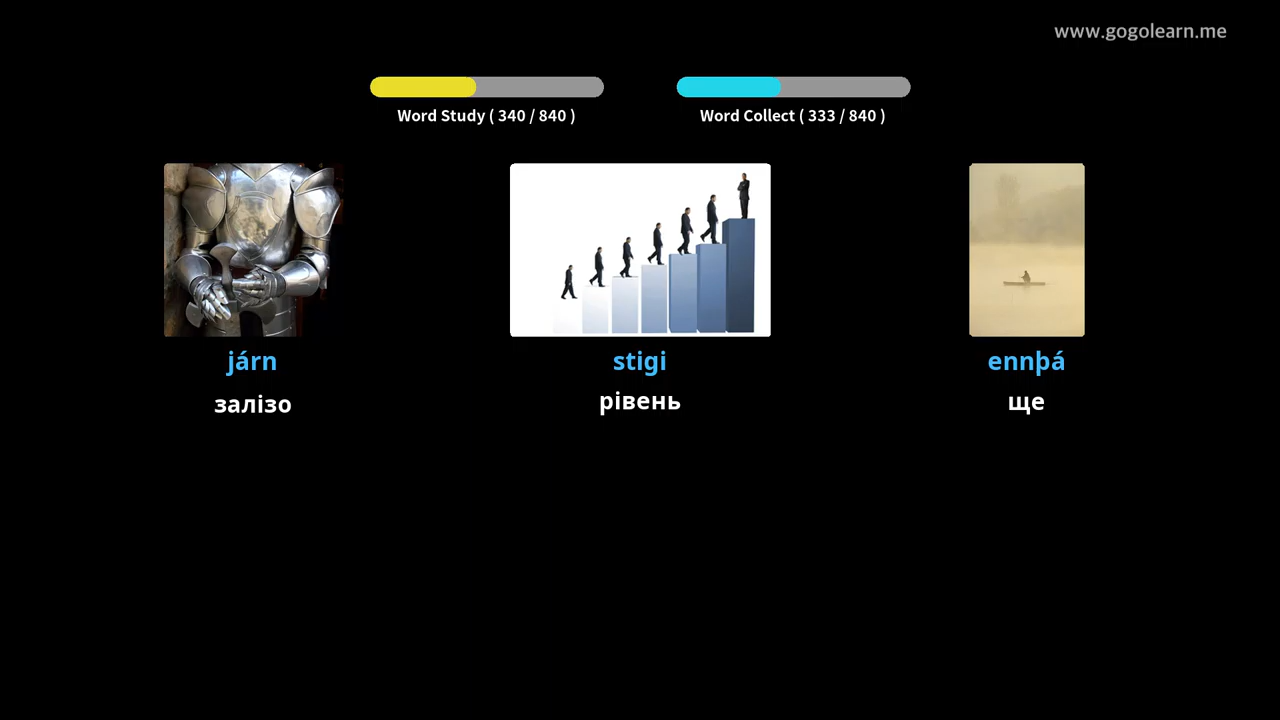 www.gogolearn.me
Word Study ( 340 / 840 )
Word Collect ( 333 / 840 )
járn
stigi
ennþá
залізо
рівень
ще